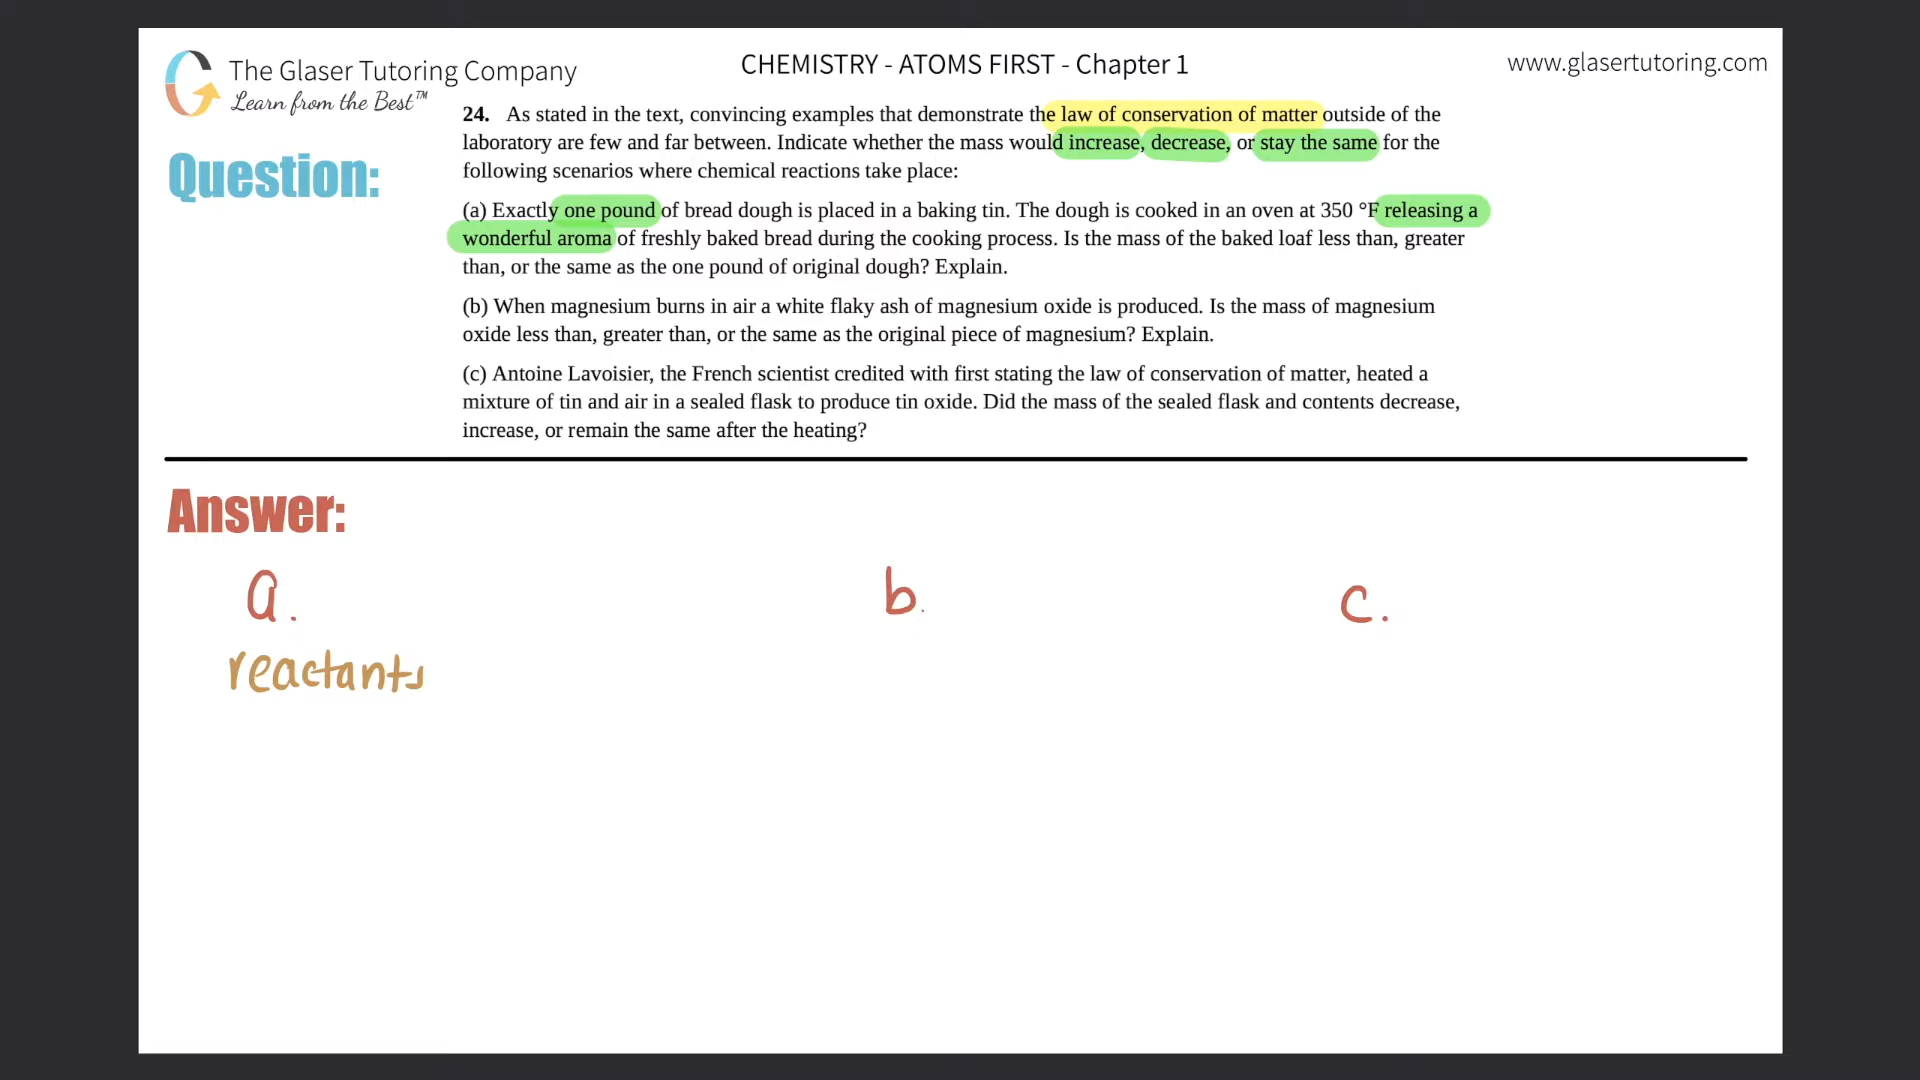 The Glaser Tutoring Company
Learn from the Best™
CHEMISTRY - ATOMS FIRST - Chapter 1
www.glasertutoring.com
Question:
24. As stated in the text, convincing examples that demonstrate the law of conservation of matter outside of the
laboratory are few and far between. Indicate whether the mass would increase, decrease, or stay the same for the
following scenarios where chemical reactions take place:
(a) Exactly one pound of bread dough is placed in a baking tin. The dough is cooked in an oven at 350 °F releasing a
wonderful aroma of freshly baked bread during the cooking process. Is the mass of the baked loaf less than, greater
than, or the same as the one pound of original dough? Explain.
(b) When magnesium burns in air a white flaky ash of magnesium oxide is produced. Is the mass of magnesium
oxide less than, greater than, or the same as the original piece of magnesium? Explain.
(c) Antoine Lavoisier, the French scientist credited with first stating the law of conservation of matter, heated a
mixture of tin and air in a sealed flask to produce tin oxide. Did the mass of the sealed flask and contents decrease,
increase, or remain the same after the heating?
Answer:
a. b. c.
reactants